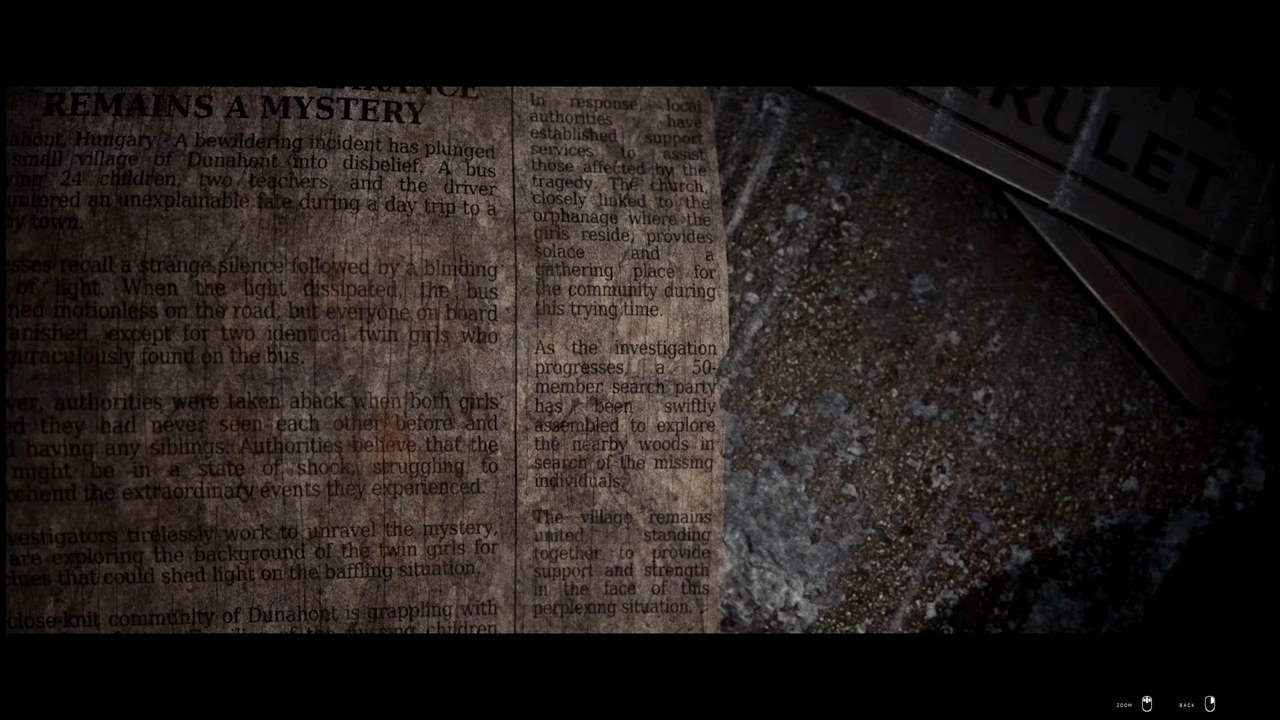 REMAINS A MYSTERY
Hungary - A bewildering incident has plunged
small village of Dunahont into disbelief. A bus
24 children, two teachers, and the driver
an unexplainable fate during a day trip to a
town.
recall a strange silence followed by a blinding
of light. When the light dissipated, the bus
motionless on the road, but everyone on board
except for two identical twin girls who
miraculously found on the bus.
authorities were taken aback when both girls
they had never seen each other before and
having any siblings. Authorities believe that the
might be in a state of shock, struggling to
the extraordinary events they experienced.
tirelessly work to unravel the mystery,
are exploring the background of the twin girls for
clues that could shed light on the baffling situation.
close-knit community of Dunahont is grappling with
In response, local
authorities have
established support
services to assist
those affected by the
tragedy. The church,
closely linked to the
orphanage where the
girls reside, provides
solace and a
gathering place for
the community during
this trying time.
As the investigation
progresses, a 50-
member search party
has been swiftly
assembled to explore
the nearby woods in
search of the missing
individuals.
The village remains
united, standing
together to provide
support and strength
in the face of this
perplexing situation.
ZOOM
BACK